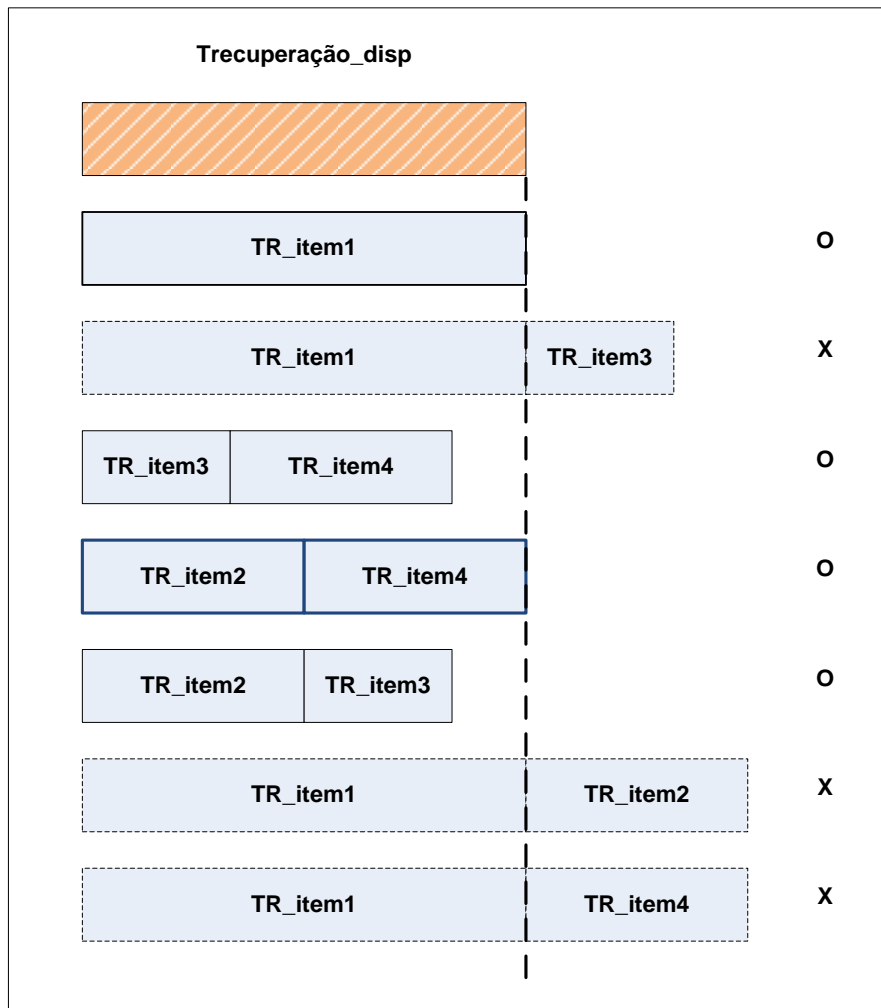 Trecuperação_disp
TR_item1 O
TR_item1 TR_item3 X
TR_item3 TR_item4 O
TR_item2 TR_item4 O
TR_item2 TR_item3 O
TR_item1 TR_item2 X
TR_item1 TR_item4 X